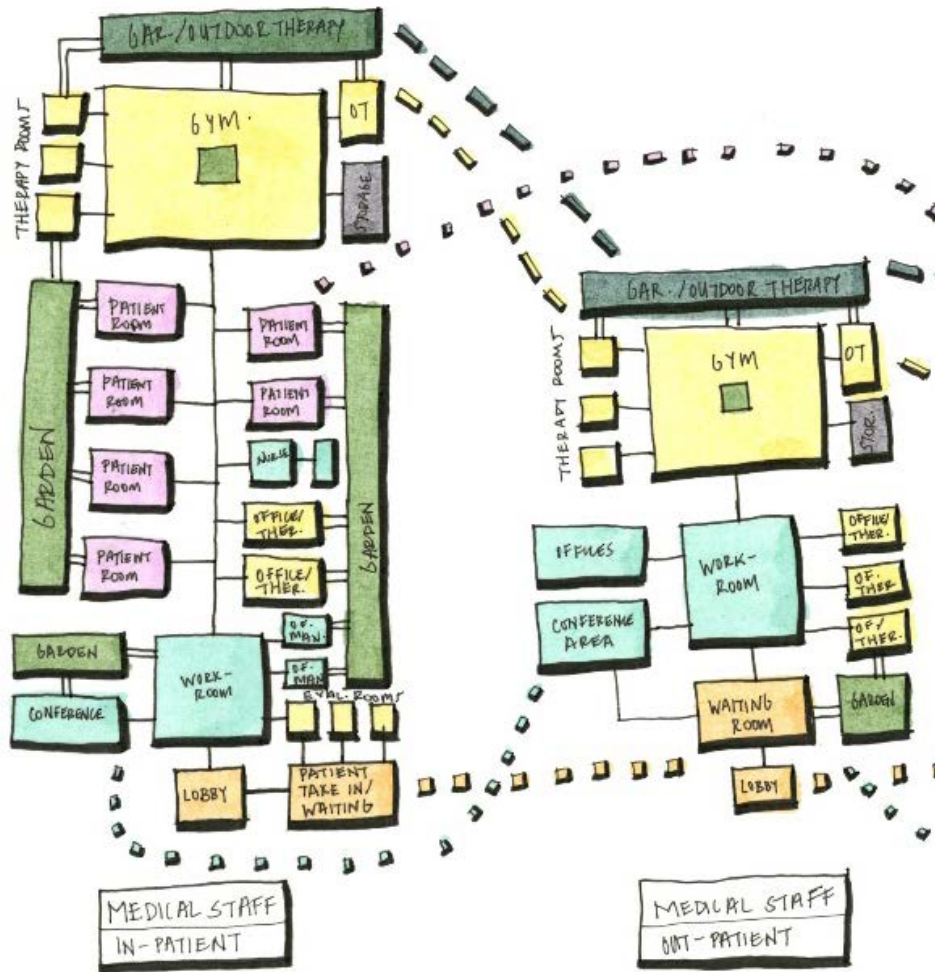 GAR./OUTDOOR THERAPY
THERAPY ROOMS
GYM.
OT
STORAGE
GARDEN
PATIENT
ROOM
PATIENT
ROOM
PATIENT
ROOM
PATIENT
ROOM
PATIENT
ROOM
PATIENT
ROOM
NURSE
OFFICE/
THER.
OFFICE/
THER.
GARDEN
OF.
MAN.
OF.
MAN
GARDEN
CONFERENCE
WORK-
ROOM
EVAL. ROOMS
LOBBY
PATIENT
TAKE IN/
WAITING
MEDICAL STAFF
IN-PATIENT
GAR./OUTDOOR THERAPY
THERAPY ROOMS
GYM
OT
STOR.
OFFICES
CONFERENCE
AREA
WORK-
ROOM
OFFICE/
THER.
OF.
THER
OF/
THER.
WAITING
ROOM
GARDEN
LOBBY
MEDICAL STAFF
OUT-PATIENT